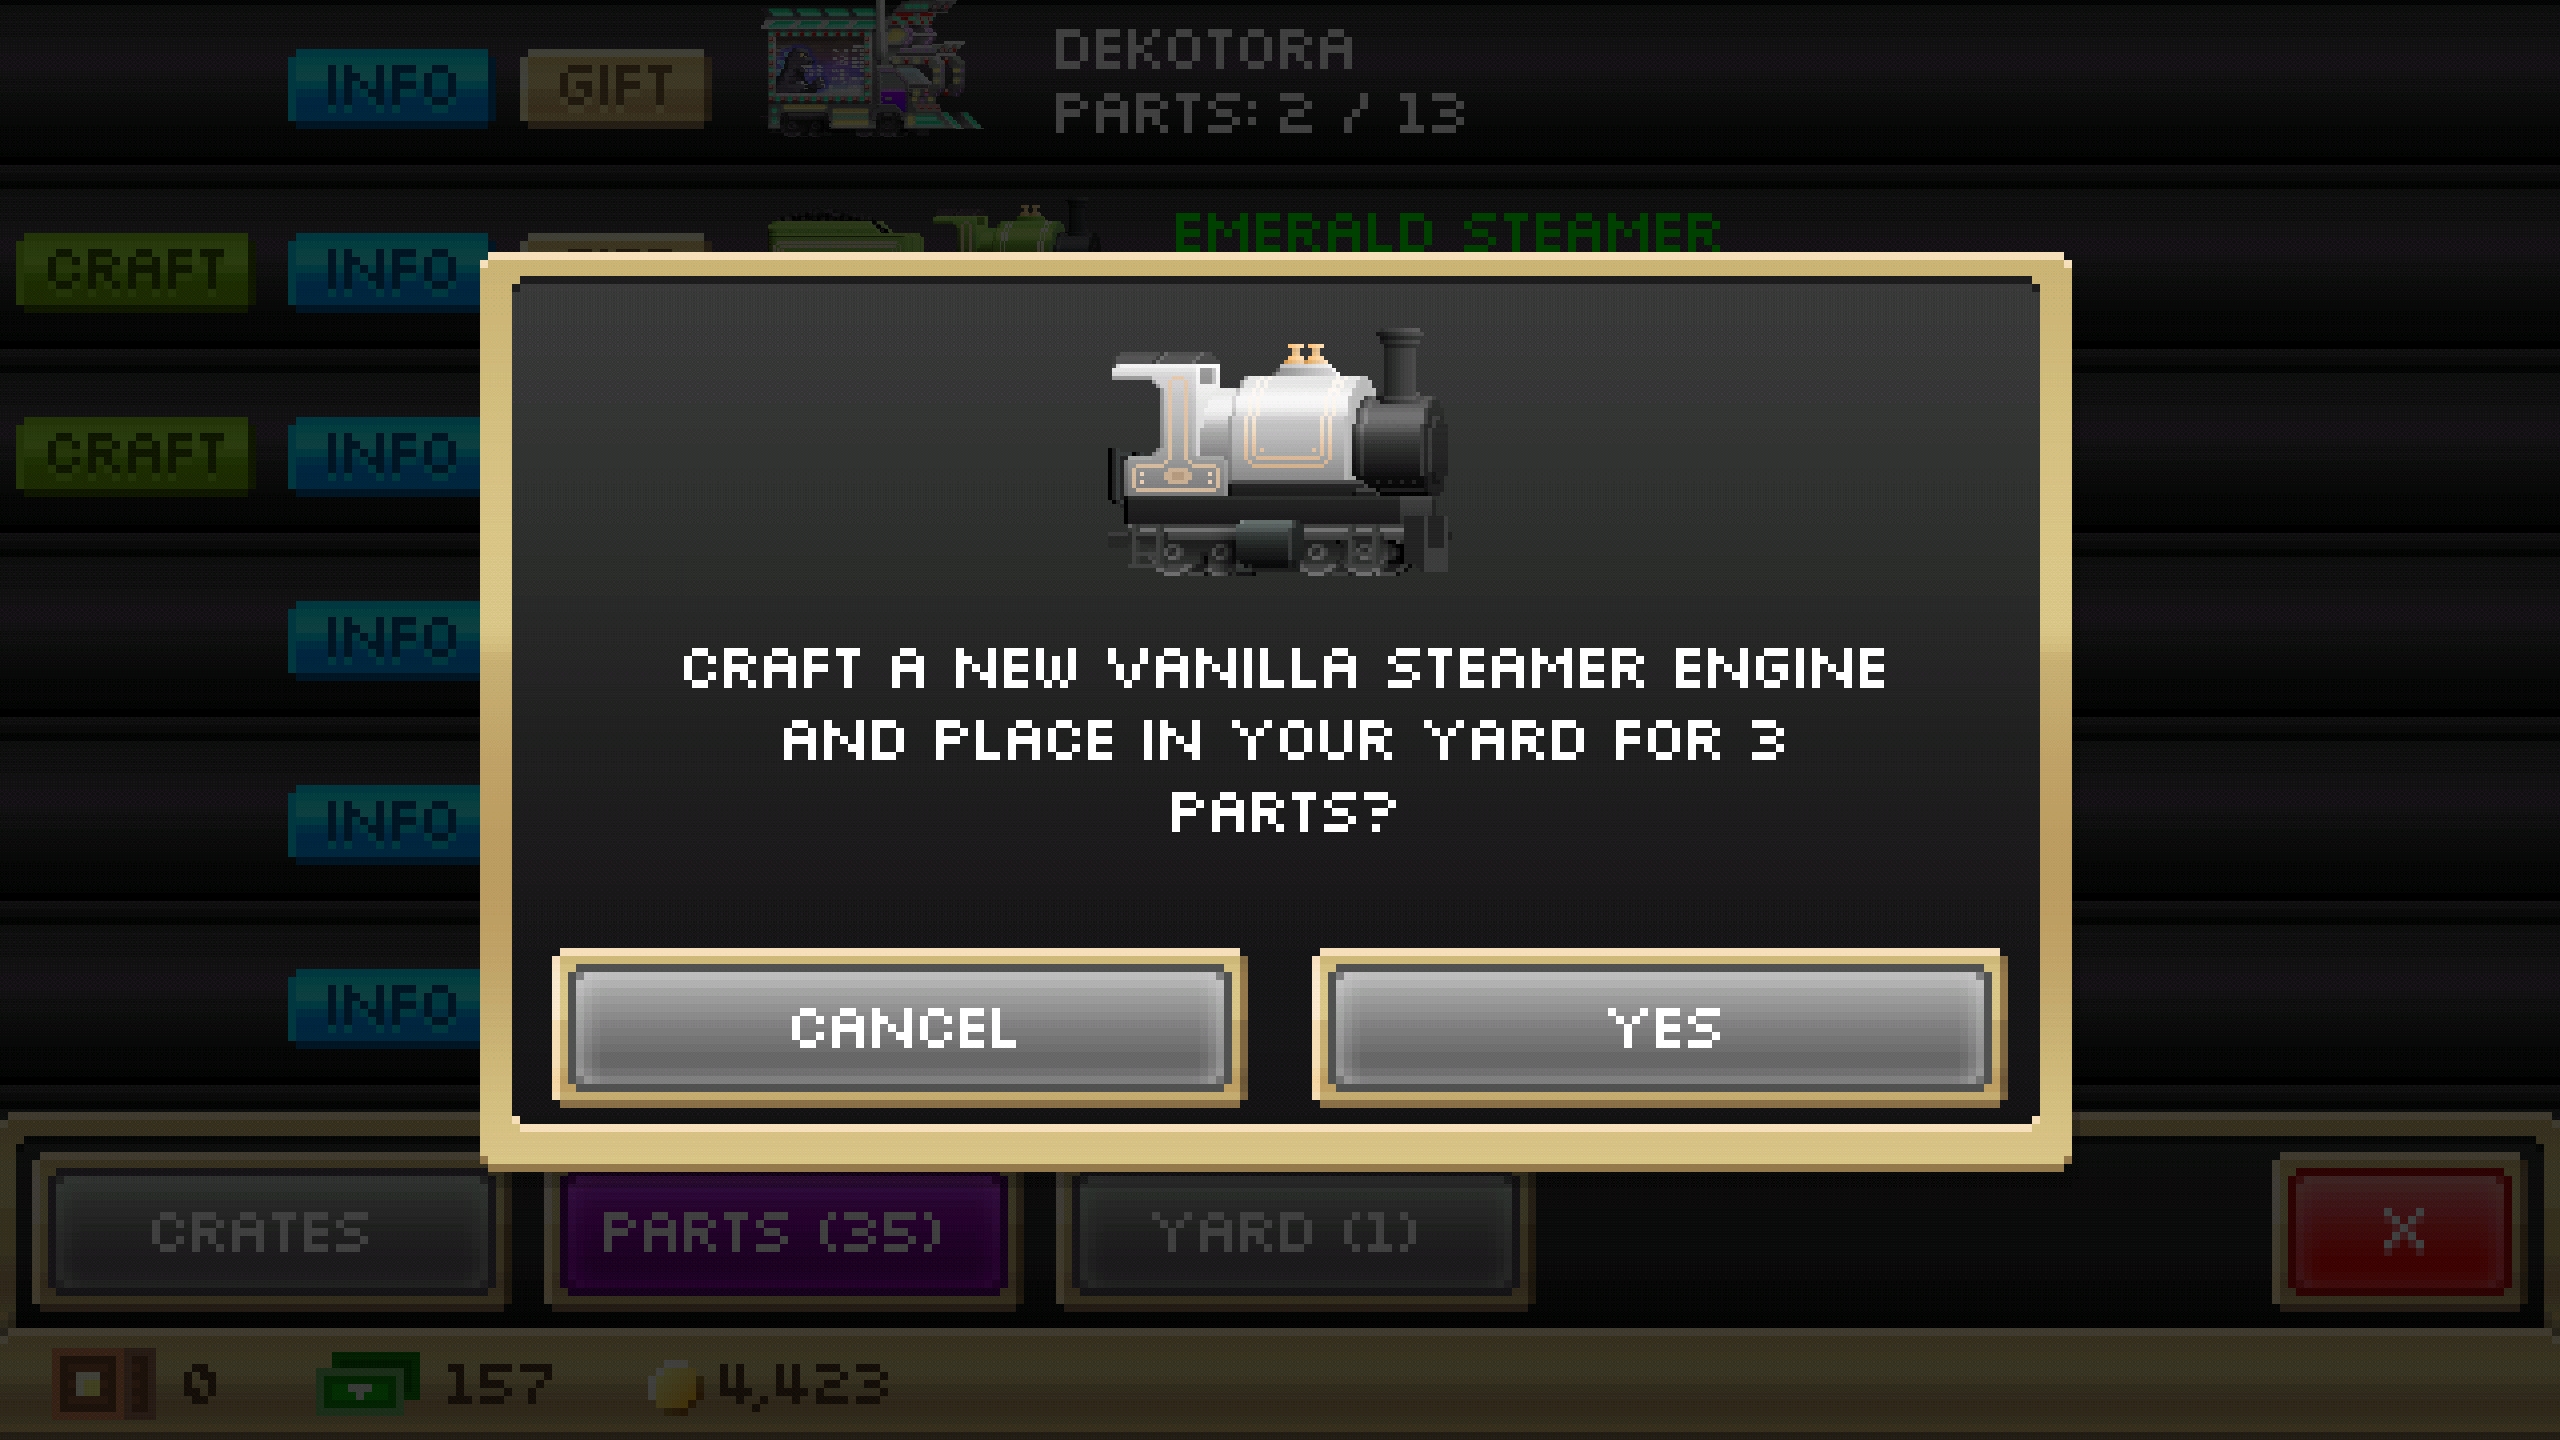 INFO GIFT DEKOTORA
PARTS: 2 / 13
CRAFT INFO EMERALD STEAMER
CRAFT INFO
INFO
INFO
INFO
CRAFT A NEW VANILLA STEAMER ENGINE
AND PLACE IN YOUR YARD FOR 3
PARTS?
CANCEL YES
CRATES PARTS (35) YARD (1) X
0 157 4,423